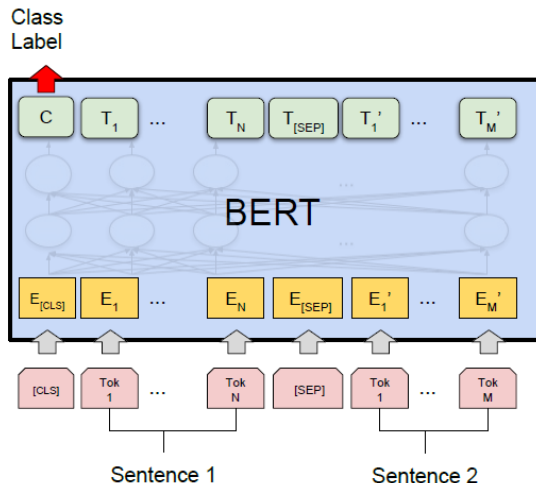 Class
Label
C T1 ... TN T[SEP] T1' ... TM'
...
BERT
...
E[CLS] E1 ... EN E[SEP] E1' ... EM'
[CLS] Tok 1 ... Tok N [SEP] Tok 1 ... Tok M
Sentence 1 Sentence 2